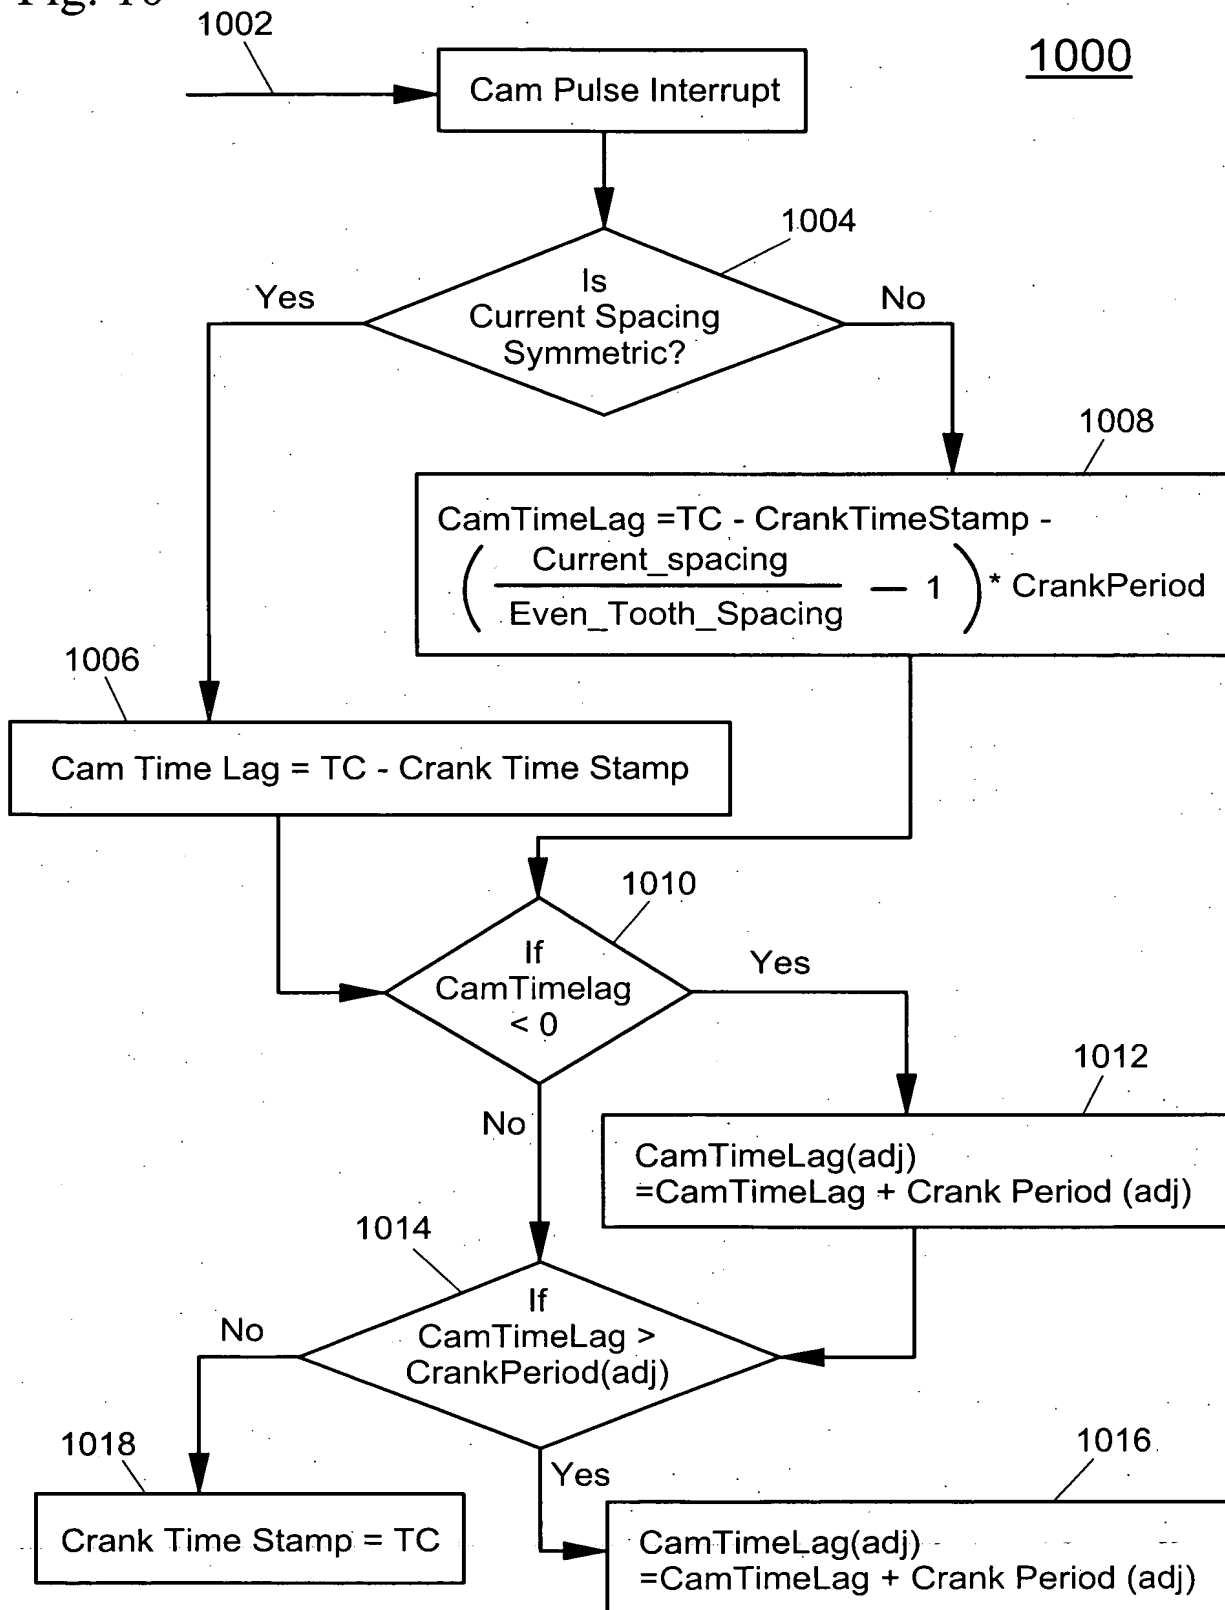 Fig. 10
1002
1000
Cam Pulse Interrupt
1004
Is
Current Spacing
Symmetric?
Yes
No
1008
CamTimeLag =TC - CrankTimeStamp -
( Current_spacing / Even_Tooth_Spacing — 1 ) * CrankPeriod
1006
Cam Time Lag = TC - Crank Time Stamp
1010
If
CamTimelag
< 0
Yes
No
1012
CamTimeLag(adj)
=CamTimeLag + Crank Period (adj)
1014
If
CamTimeLag >
CrankPeriod(adj)
No
Yes
1018
Crank Time Stamp = TC
1016
CamTimeLag(adj)
=CamTimeLag + Crank Period (adj)